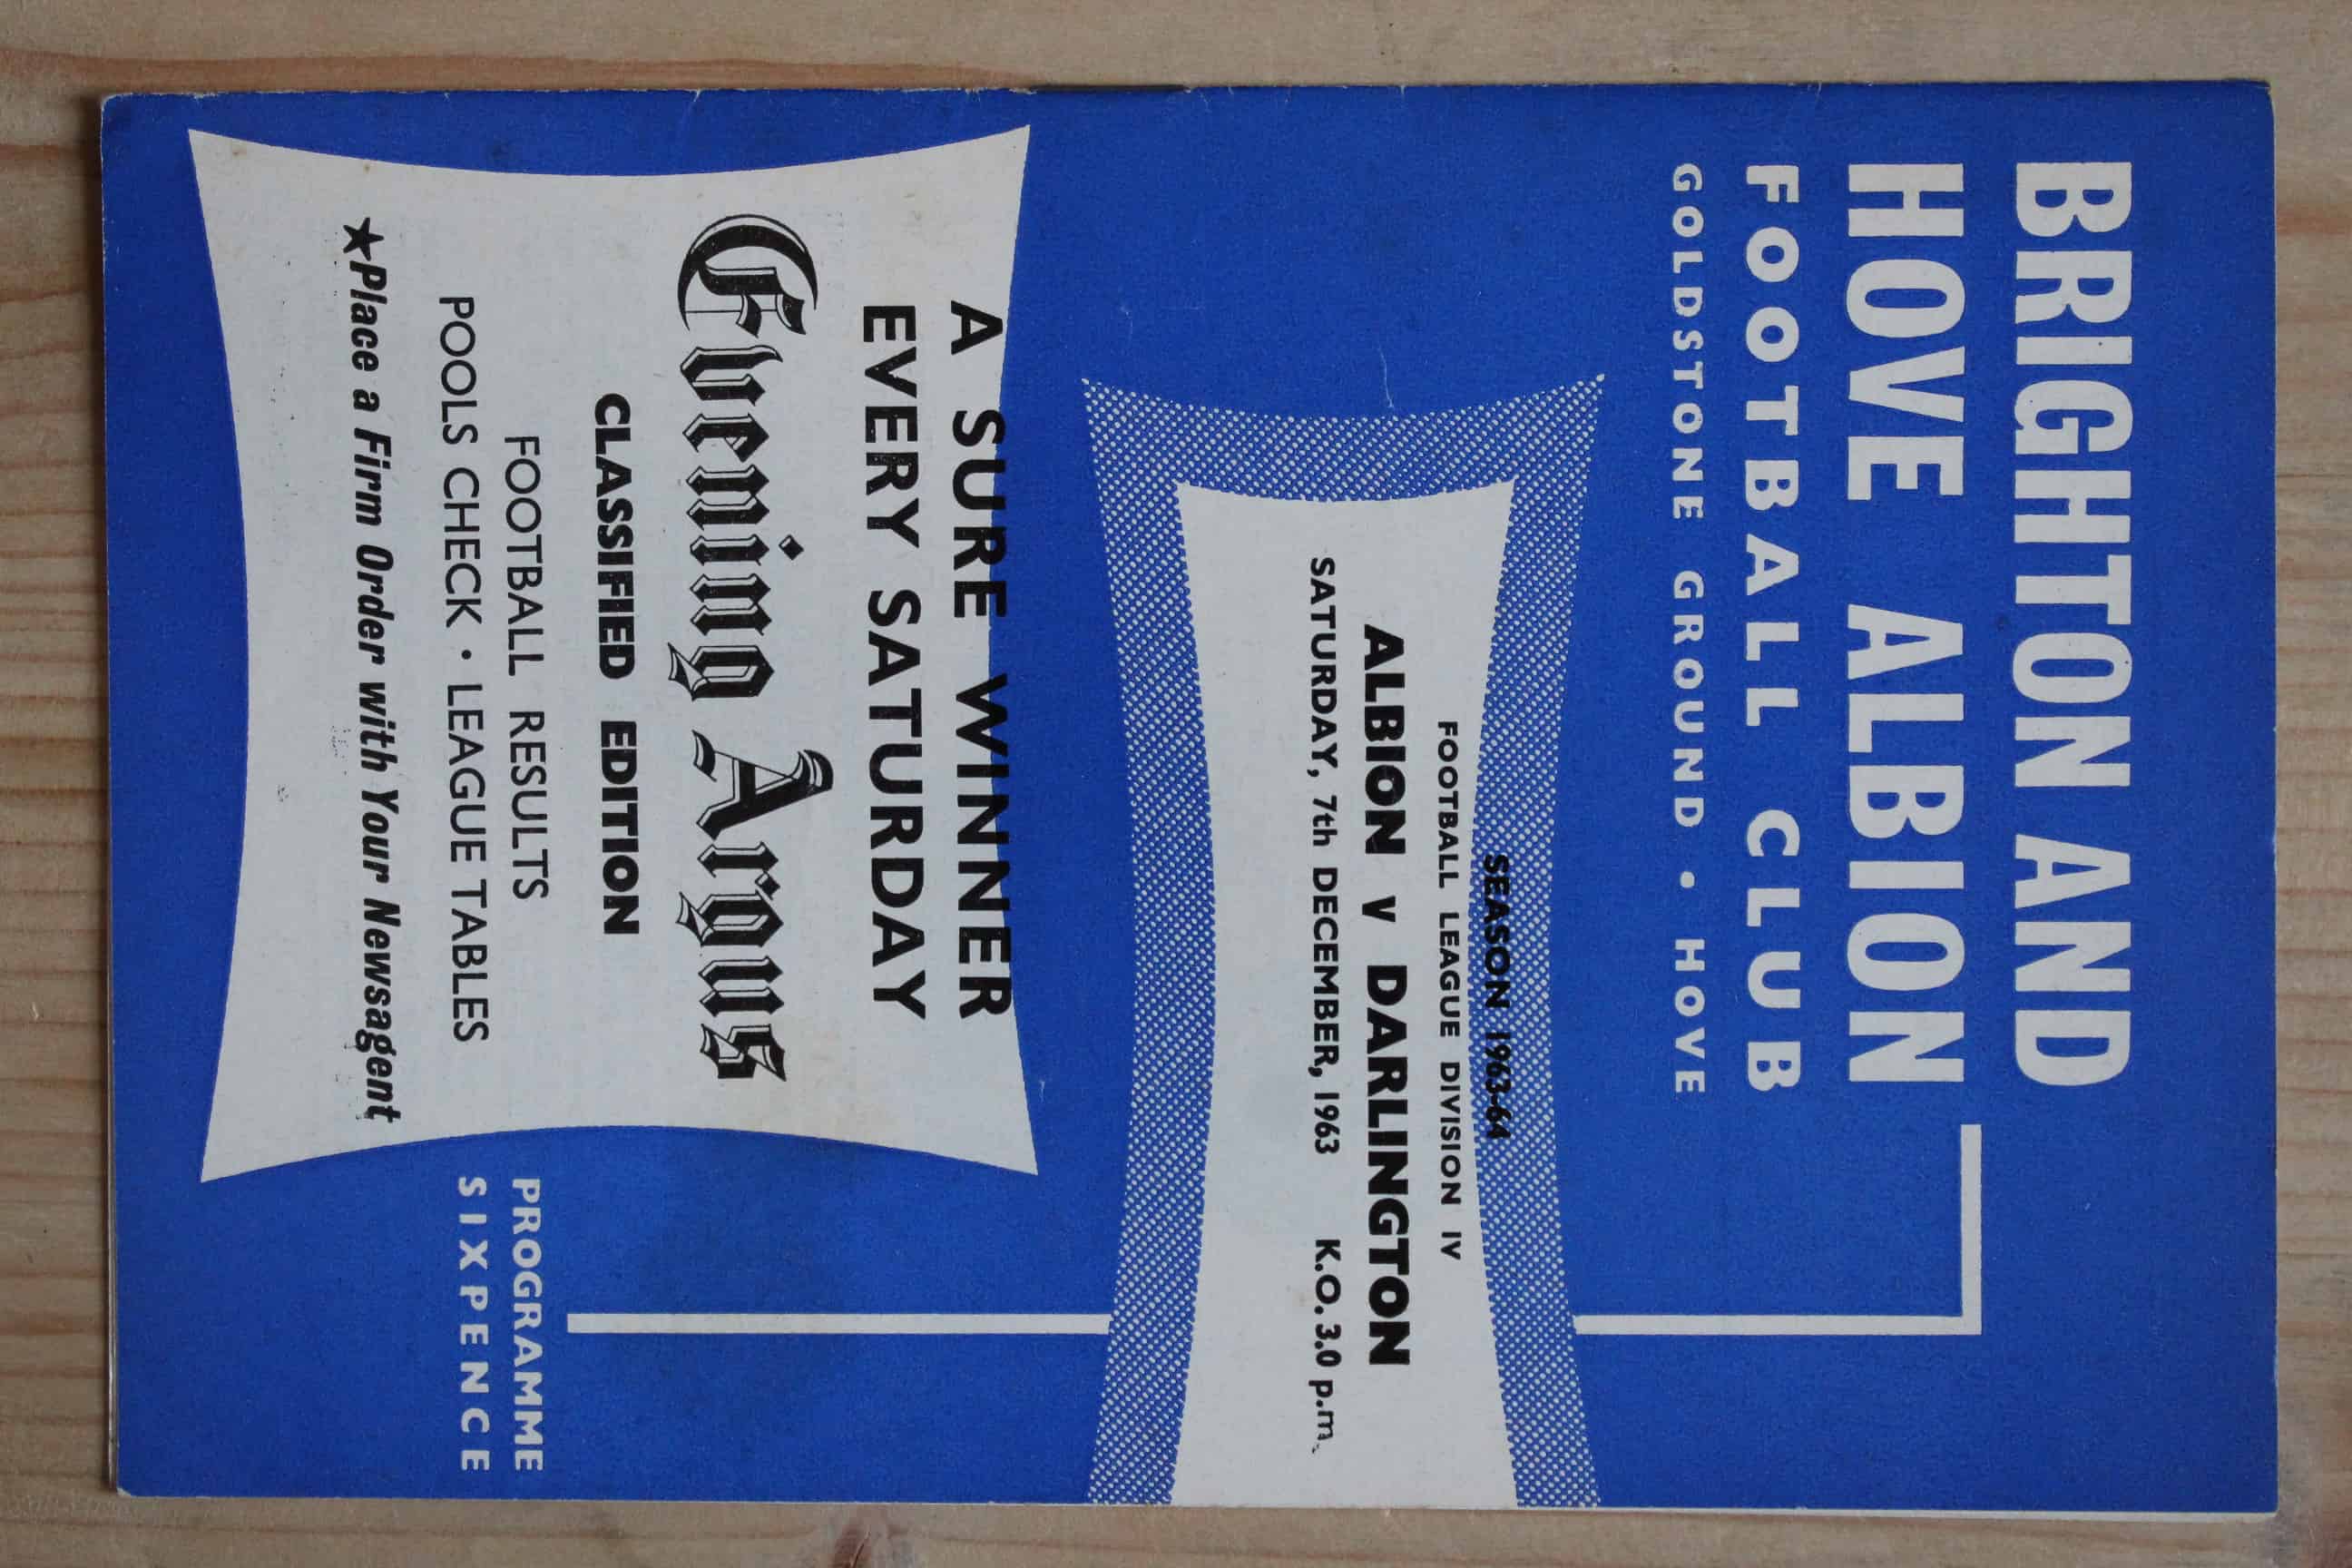 BRIGHTON AND
HOVE ALBION
FOOTBALL CLUB
GOLDSTONE GROUND • HOVE
SEASON 1963-64
FOOTBALL LEAGUE DIVISION IV
ALBION v DARLINGTON
SATURDAY, 7th DECEMBER, 1963 K.O. 3.0 p.m.
A SURE WINNER
EVERY SATURDAY
Evening Argus
CLASSIFIED EDITION
FOOTBALL RESULTS
POOLS CHECK • LEAGUE TABLES
★Place a Firm Order with Your Newsagent
PROGRAMME
SIXPENCE